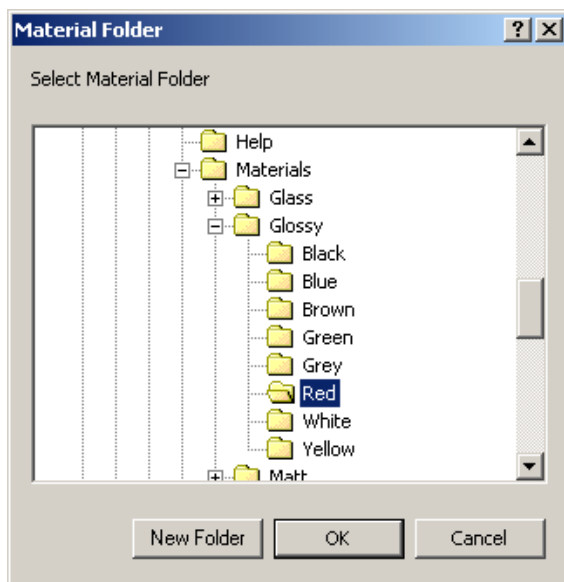 Material Folder
Select Material Folder
Help
Materials
Glass
Glossy
Black
Blue
Brown
Green
Grey
Red
White
Yellow
Matt
New Folder OK Cancel